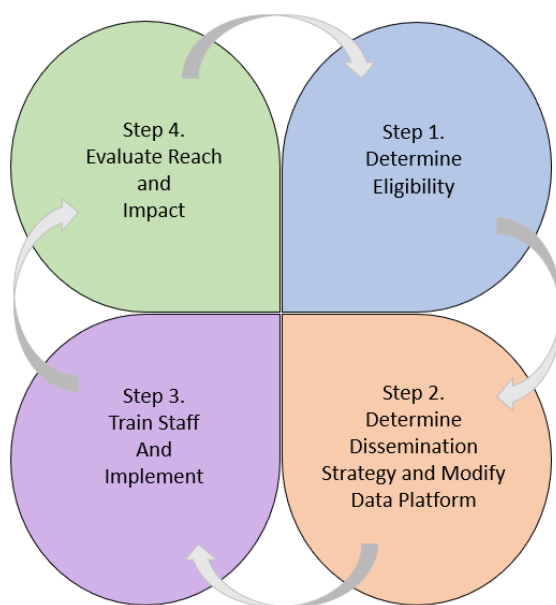 Step 4.
Evaluate Reach
and
Impact
Step 1.
Determine
Eligibility
Step 3.
Train Staff
And
Implement
Step 2.
Determine
Dissemination
Strategy and Modify
Data Platform